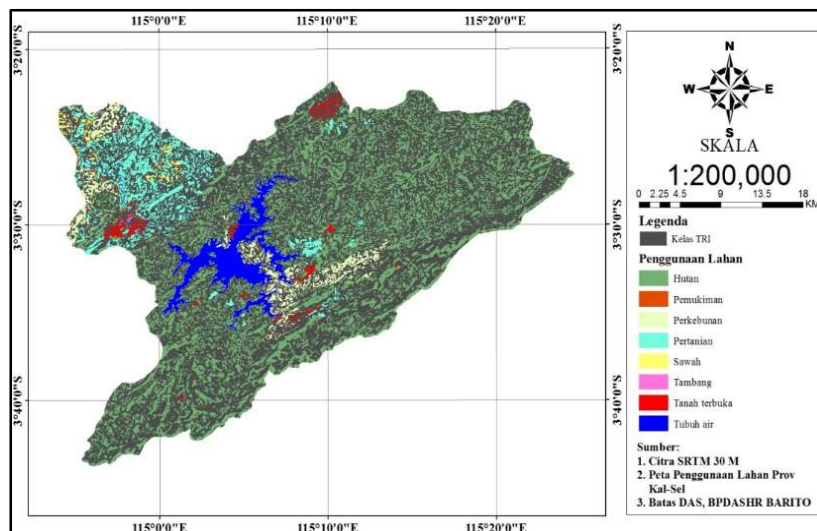 115°0'0"E 115°10'0"E 115°20'0"E
3°20'0"S 3°20'0"S
3°30'0"S 3°30'0"S
3°40'0"S 3°40'0"S
115°0'0"E 115°10'0"E 115°20'0"E
N
W E
S
SKALA
1:200,000
0 2.25 4.5 9 13.5 18
KM
Legenda
Kelas TRI
Penggunaan Lahan
Hutan
Pemukiman
Perkebunan
Pertanian
Sawah
Tambang
Tanah terbuka
Tubuh air
Sumber:
1. Citra SRTM 30 M
2. Peta Penggunaan Lahan Prov
Kal-Sel
3. Batas DAS, BPDASHR BARITO